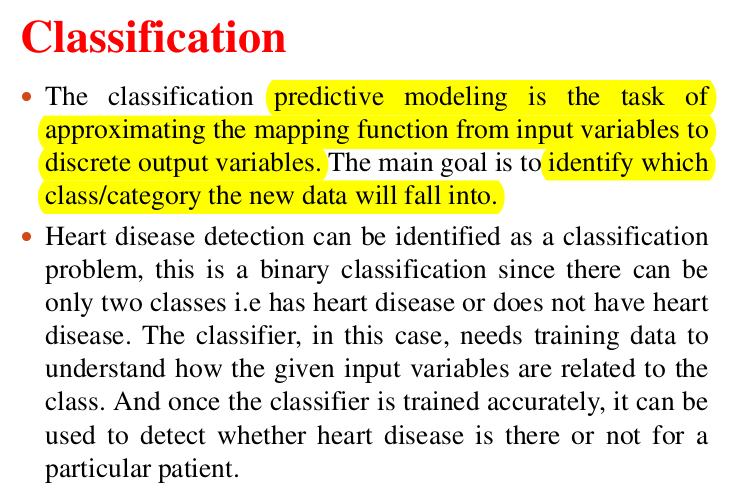 Classification
• The classification predictive modeling is the task of
approximating the mapping function from input variables to
discrete output variables. The main goal is to identify which
class/category the new data will fall into.
• Heart disease detection can be identified as a classification
problem, this is a binary classification since there can be
only two classes i.e has heart disease or does not have heart
disease. The classifier, in this case, needs training data to
understand how the given input variables are related to the
class. And once the classifier is trained accurately, it can be
used to detect whether heart disease is there or not for a
particular patient.